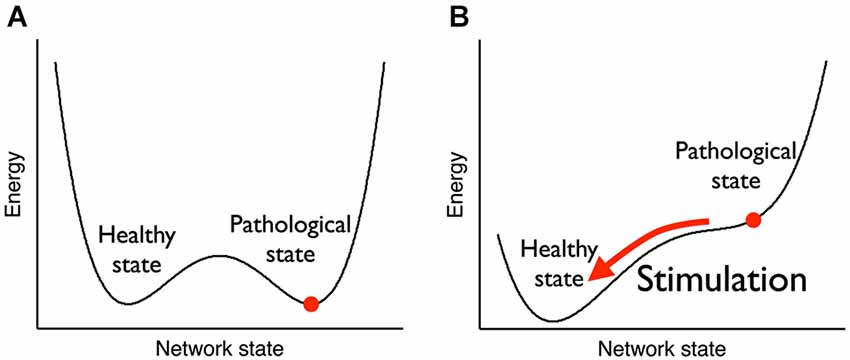 A
Energy
Healthy
state
Pathological
state
Network state
B
Energy
Pathological
state
Healthy
state
Stimulation
Network state